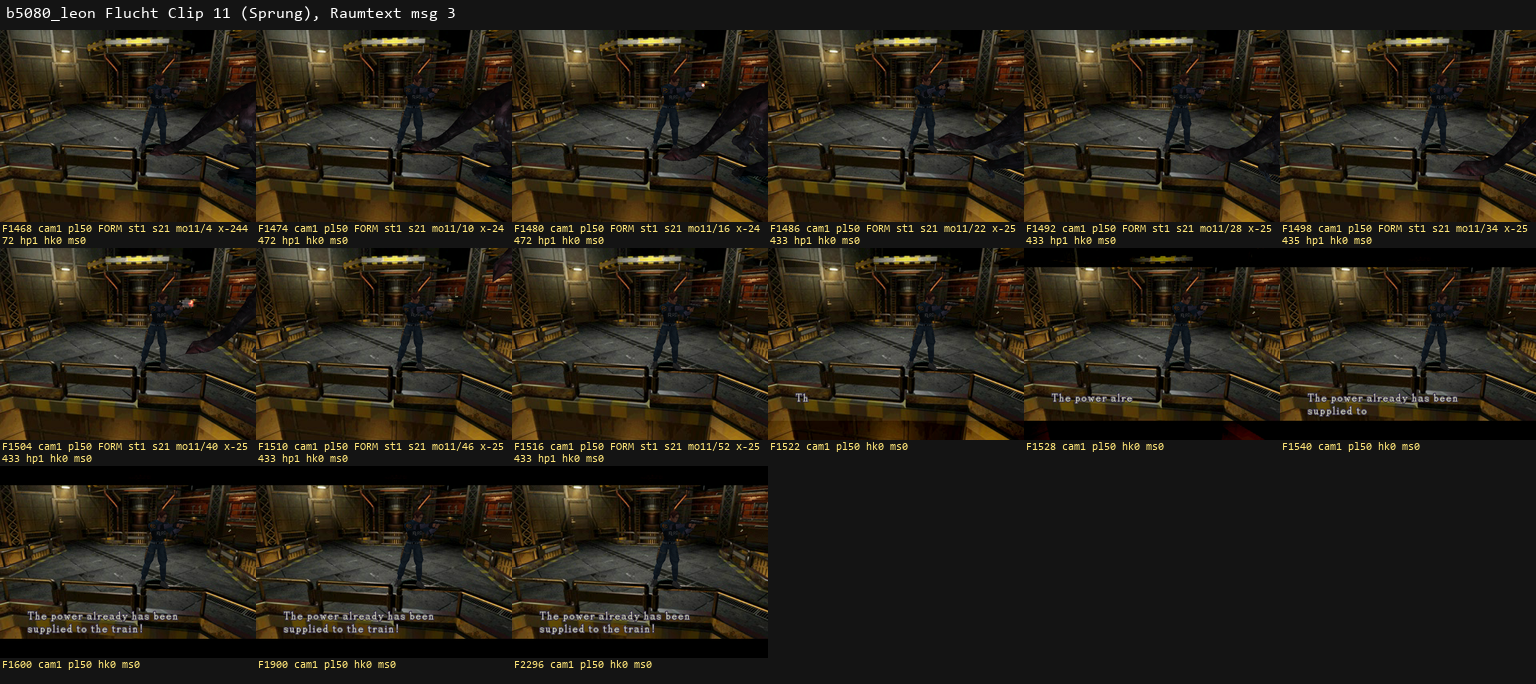 b5080_leon Flucht Clip 11 (Sprung), Raumtext msg 3
F1468 cam1 pl50 FORM st1 s21 mo11/4 x-244
72 hp1 hk0 ms0
F1474 cam1 pl50 FORM st1 s21 mo11/10 x-24
472 hp1 hk0 ms0
F1480 cam1 pl50 FORM st1 s21 mo11/16 x-24
472 hp1 hk0 ms0
F1486 cam1 pl50 FORM st1 s21 mo11/22 x-25
433 hp1 hk0 ms0
F1492 cam1 pl50 FORM st1 s21 mo11/28 x-25
433 hp1 hk0 ms0
F1498 cam1 pl50 FORM st1 s21 mo11/34 x-25
435 hp1 hk0 ms0
F1504 cam1 pl50 FORM st1 s21 mo11/40 x-25
433 hp1 hk0 ms0
F1510 cam1 pl50 FORM st1 s21 mo11/46 x-25
433 hp1 hk0 ms0
F1516 cam1 pl50 FORM st1 s21 mo11/52 x-25
433 hp1 hk0 ms0
Th
F1522 cam1 pl50 hk0 ms0
The power alre
F1528 cam1 pl50 hk0 ms0
The power already has been
supplied to
F1540 cam1 pl50 hk0 ms0
The power already has been
supplied to the train!
F1600 cam1 pl50 hk0 ms0
The power already has been
supplied to the train!
F1900 cam1 pl50 hk0 ms0
The power already has been
supplied to the train!
F2296 cam1 pl50 hk0 ms0